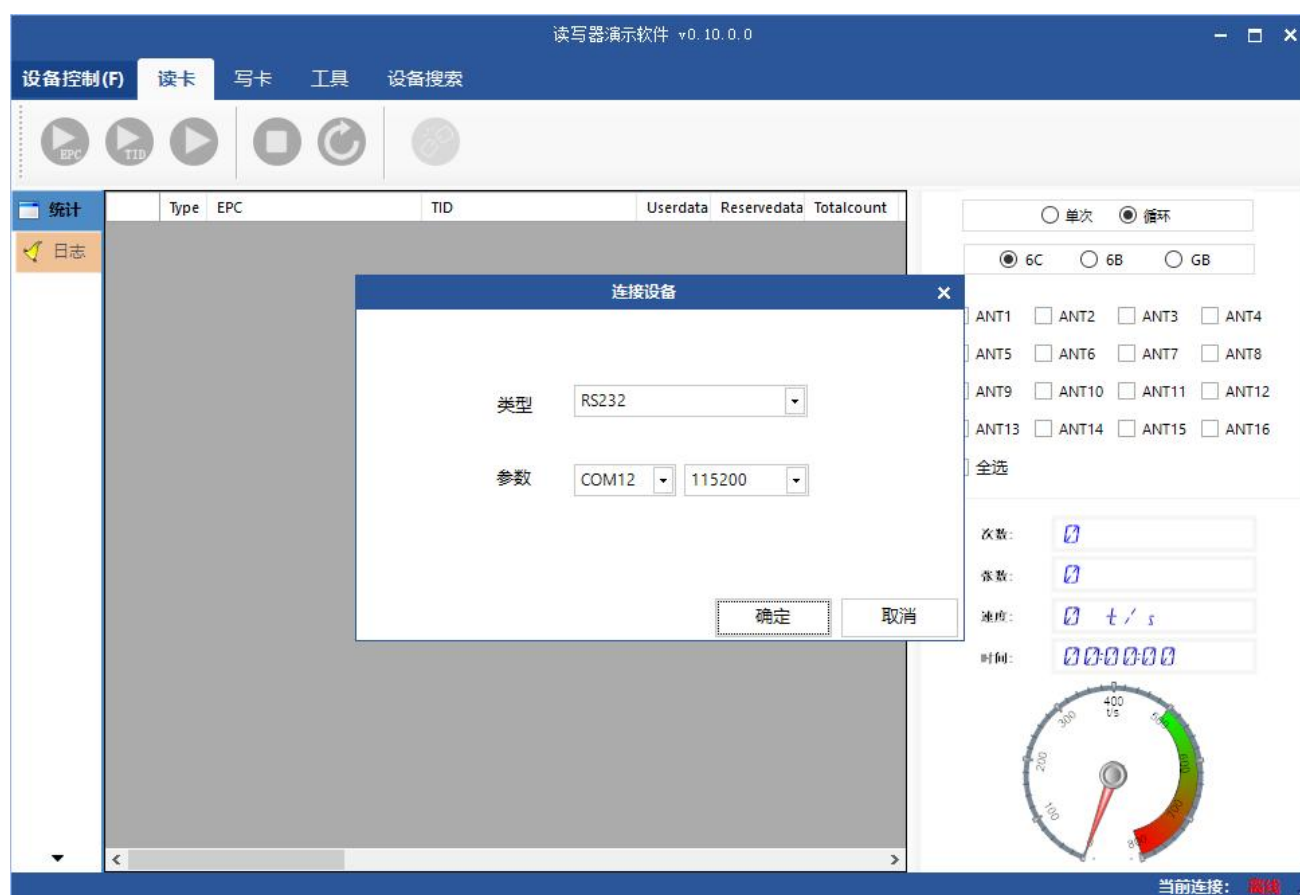 读写器演示软件 v0.10.0.0
设备控制(F) 读卡 写卡 工具 设备搜索
EPC TID
统计 Type EPC TID Userdata Reservedata Totalcount
日志
单次 循环
6C 6B GB
连接设备
类型 RS232
参数 COM12 115200
确定 取消
ANT1 ANT2 ANT3 ANT4
ANT5 ANT6 ANT7 ANT8
ANT9 ANT10 ANT11 ANT12
ANT13 ANT14 ANT15 ANT16
全选
次数: 0
张数: 0
速度: 0 t/s
时间: 00:00:00
400
t/s
300 500
200 600
100 700
0 800
当前连接: 离线